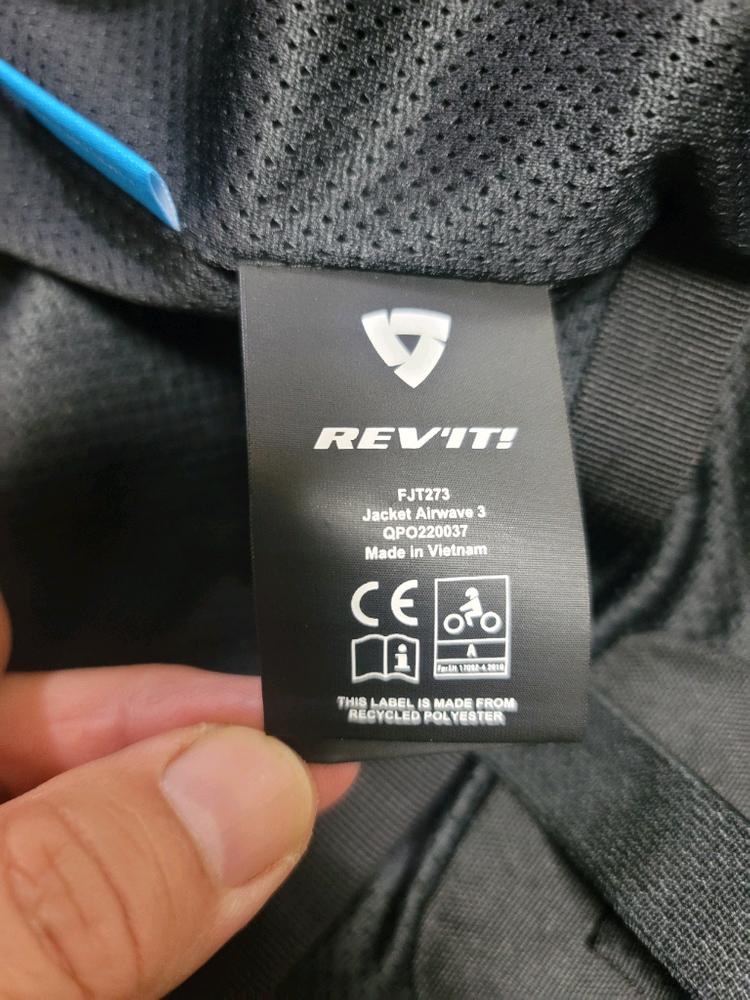 REV'IT!
FJT273
Jacket Airwave 3
QPO220037
Made in Vietnam
CE
i
A
THIS LABEL IS MADE FROM
RECYCLED POLYESTER